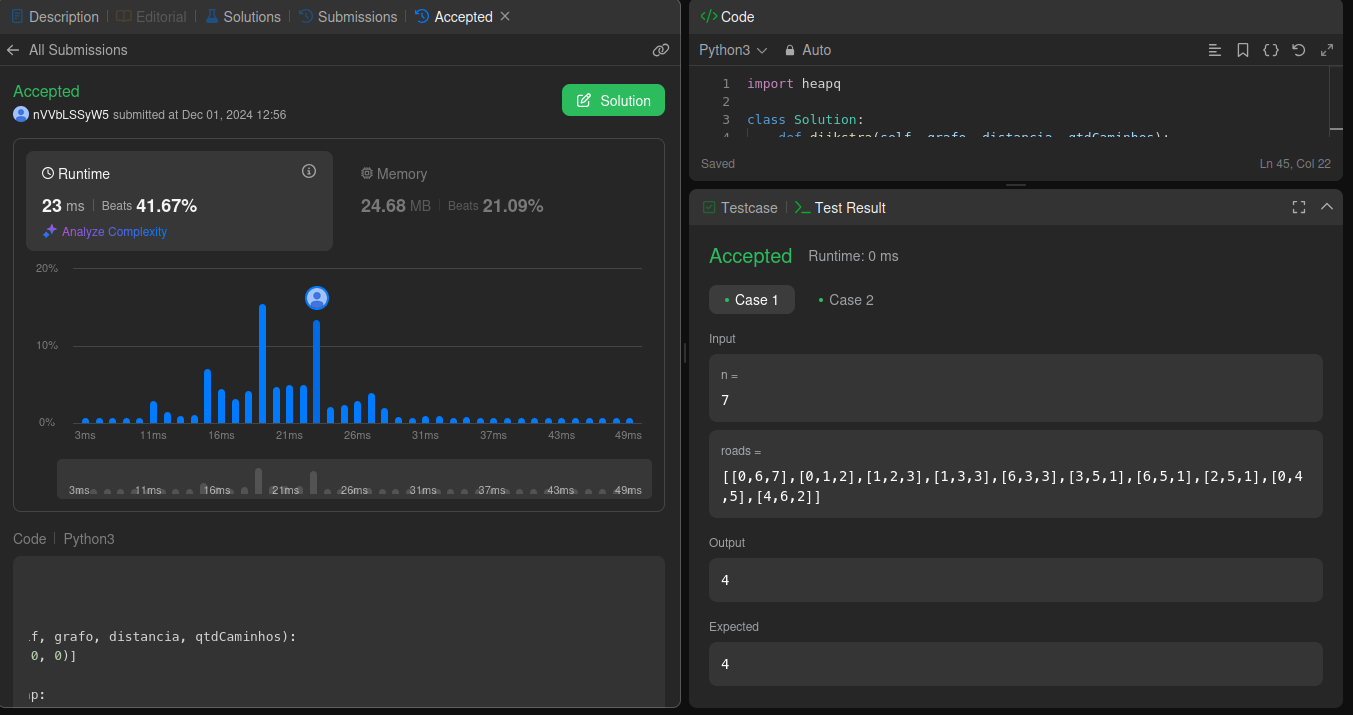 Description
Editorial
Solutions
Submissions
Accepted
All Submissions
Accepted
nVVbLSSyW5 submitted at Dec 01, 2024 12:56
Solution
Runtime
23 ms Beats 41.67%
Analyze Complexity
Memory
24.68 MB Beats 21.09%
20%
10%
0%
3ms 11ms 16ms 21ms 26ms 31ms 37ms 43ms 49ms
3ms 11ms 16ms 21ms 26ms 31ms 37ms 43ms 49ms
Code Python3
f, grafo, distancia, qtdCaminhos):
0, 0)]
p:
</> Code
Python3 Auto
1 import heapq
2
3 class Solution:
4 def dijkstra(self, grafo, distancia, qtdCaminhos):
Saved
Ln 45, Col 22
Testcase
Test Result
Accepted Runtime: 0 ms
Case 1
Case 2
Input
n =
7
roads =
[[0,6,7],[0,1,2],[1,2,3],[1,3,3],[6,3,3],[3,5,1],[6,5,1],[2,5,1],[0,4
,5],[4,6,2]]
Output
4
Expected
4